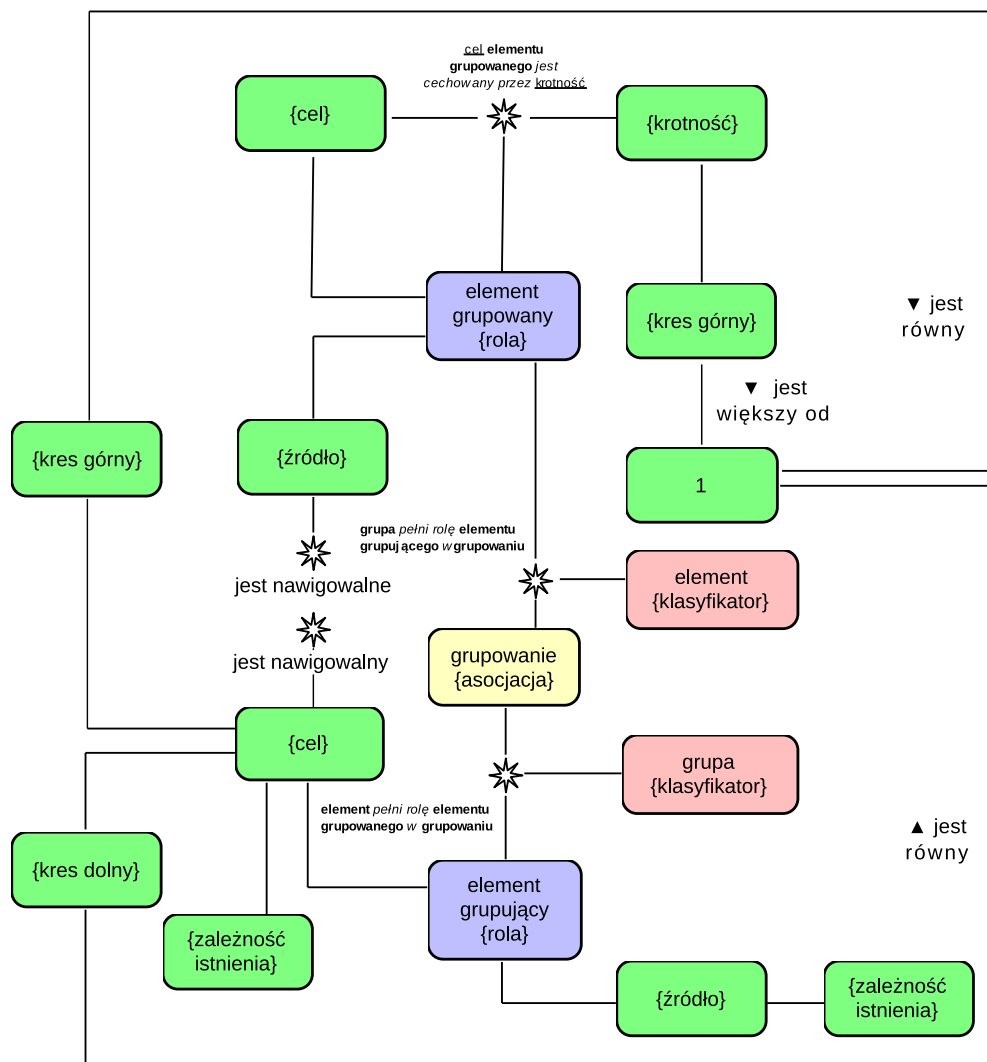 cel elementu
grupowanego jest
cechowany przez krotność
{cel}
{krotność}
element
grupowany
{rola}
{kres górny}
▼ jest
równy
▼ jest
większy od
{kres górny}
{źródło}
1
grupa pełni rolę elementu
grupującego w grupowaniu
jest nawigowalne
element
{klasyfikator}
jest nawigowalny
grupowanie
{asocjacja}
{cel}
grupa
{klasyfikator}
element pełni rolę elementu
grupowanego w grupowaniu
▲ jest
równy
{kres dolny}
element
grupujący
{rola}
{zależność
istnienia}
{źródło}
{zależność
istnienia}